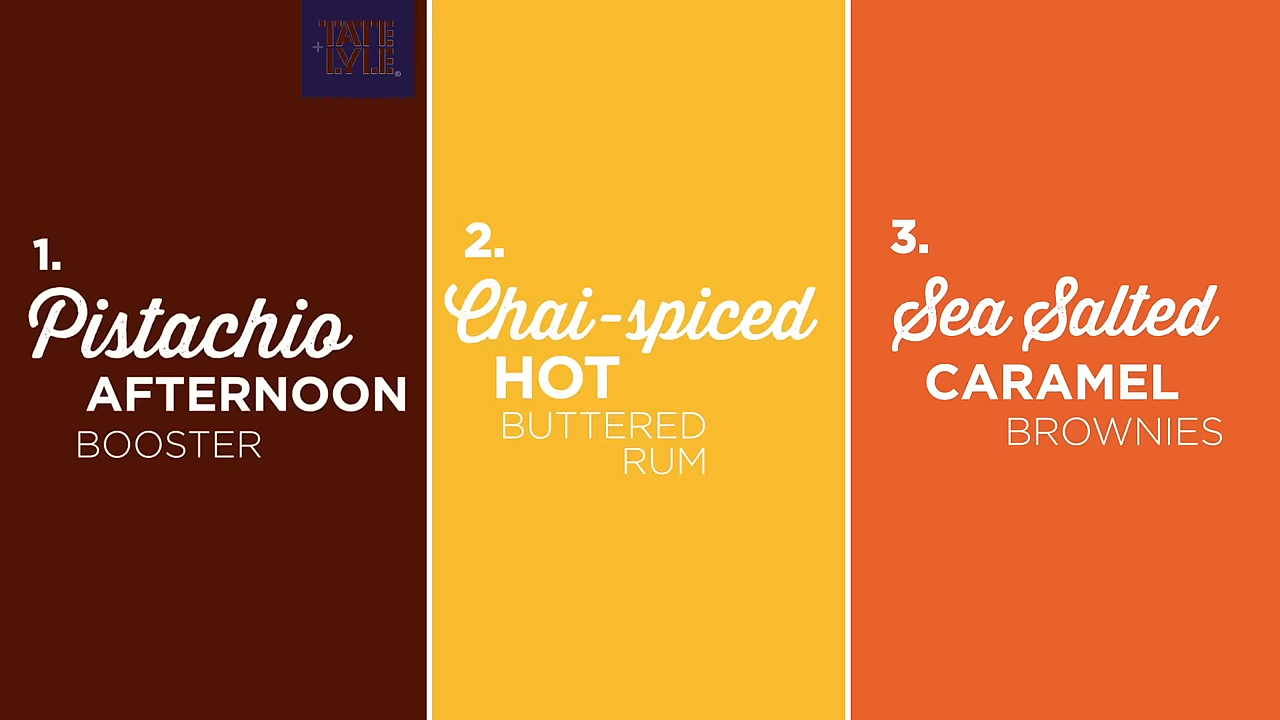 TATE
LYLE®
1.
Pistachio
AFTERNOON
BOOSTER
2.
Chai-spiced
HOT
BUTTERED
RUM
3.
Sea Salted
CARAMEL
BROWNIES